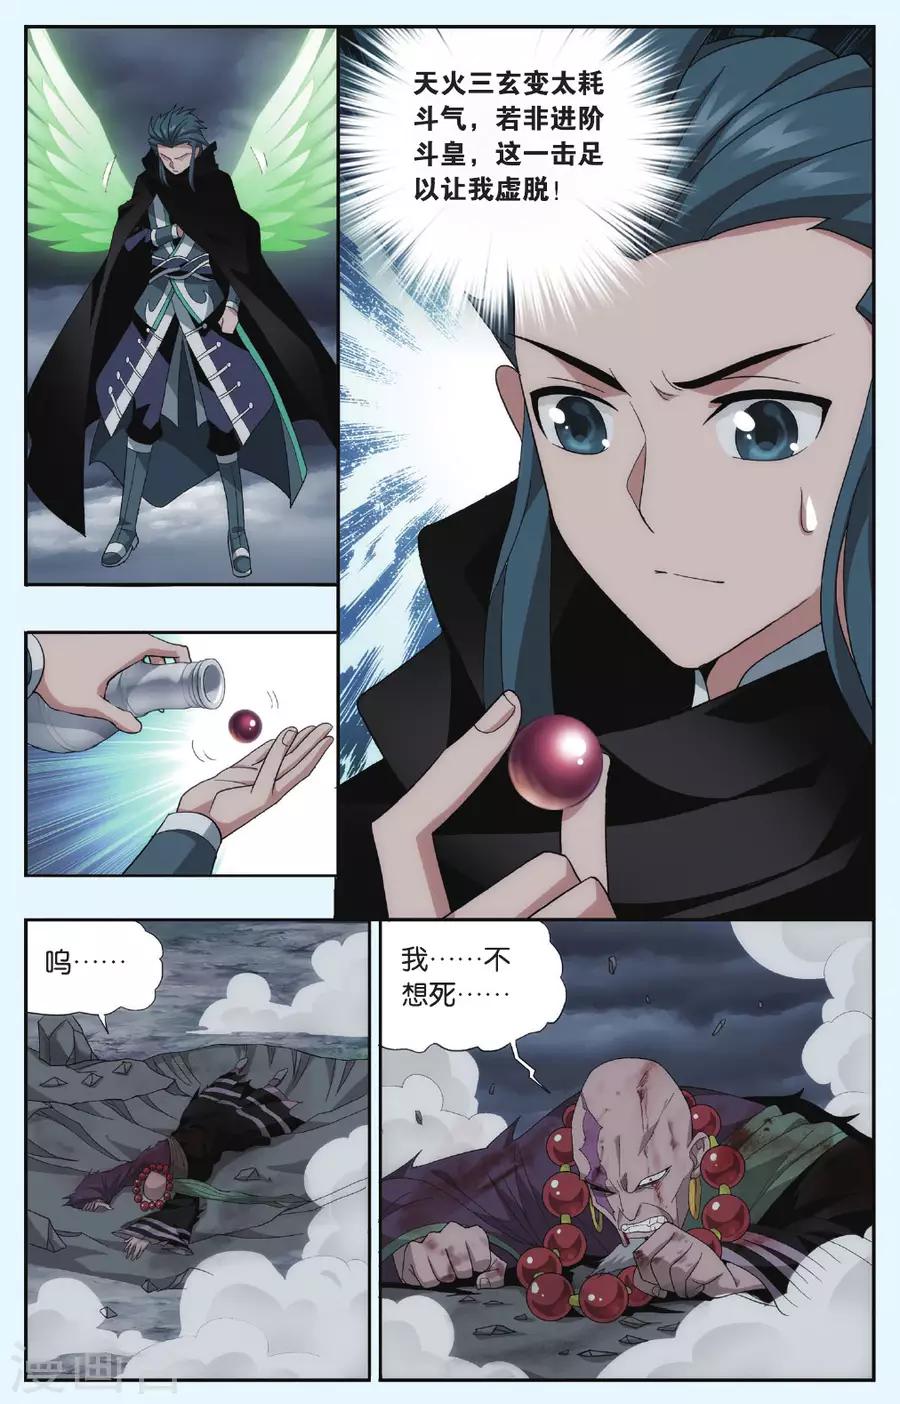 天火三玄变太耗
斗气，若非进阶
斗皇，这一击足
以让我虚脱！
呜……
我……不
想死……
漫画台